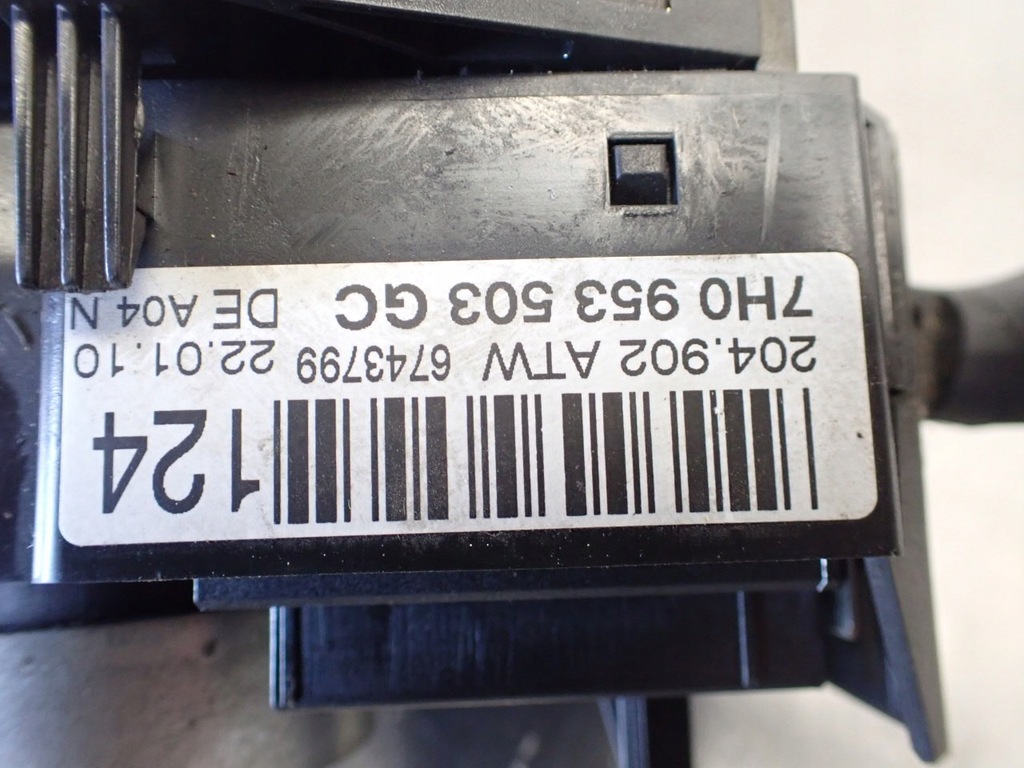 124
204.902 ATW 6743799 22.01.10
7H0 953 503 GC DE A04 N